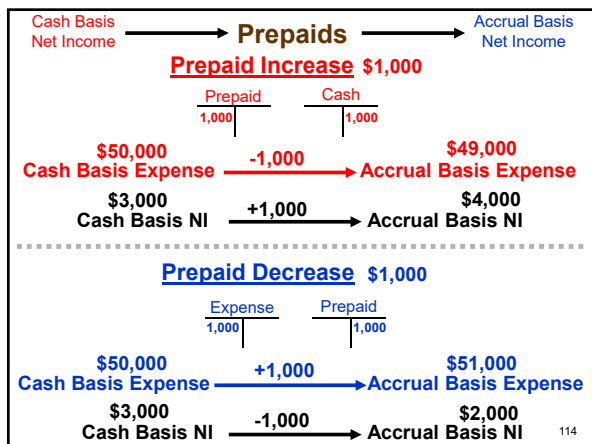 Cash Basis
Net Income
Prepaids
Accrual Basis
Net Income
Prepaid Increase $1,000
Prepaid Cash
1,000 1,000
$50,000 -1,000 $49,000
Cash Basis Expense Accrual Basis Expense
$3,000 +1,000 $4,000
Cash Basis NI Accrual Basis NI
Prepaid Decrease $1,000
Expense Prepaid
1,000 1,000
$50,000 +1,000 $51,000
Cash Basis Expense Accrual Basis Expense
$3,000 -1,000 $2,000
Cash Basis NI Accrual Basis NI 114